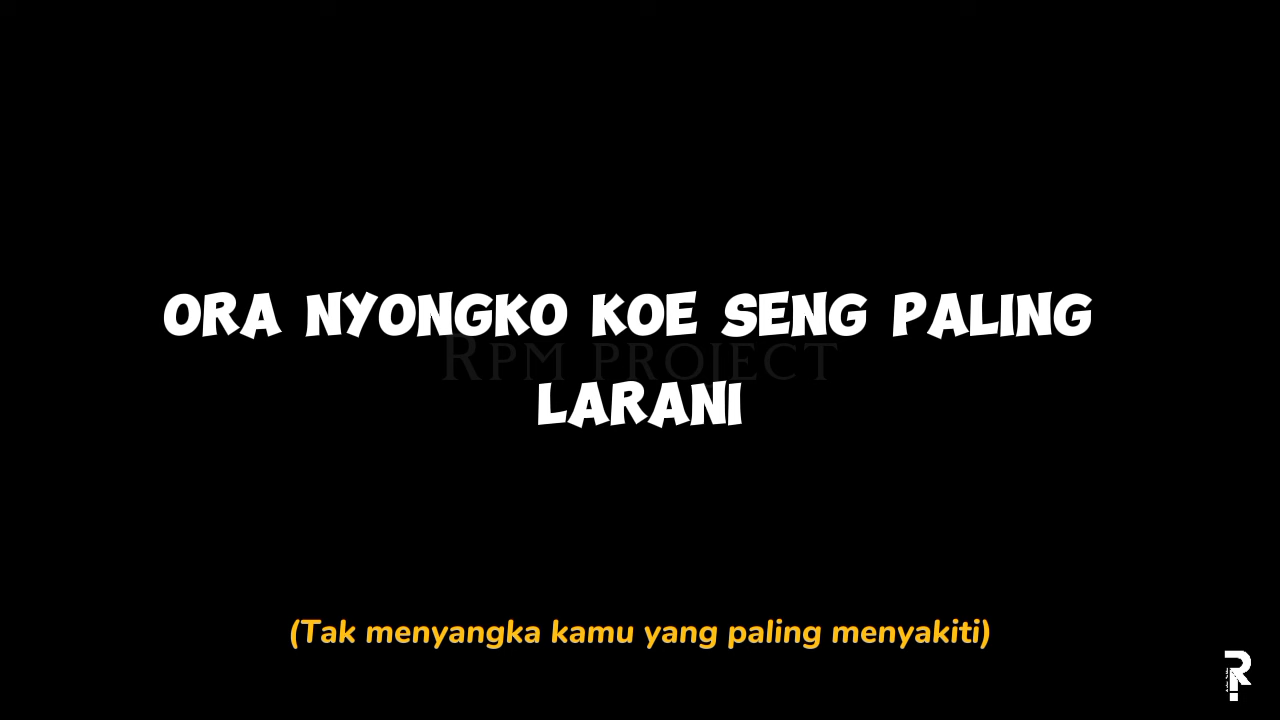 ORA NYONGKO KOE SENG PALING
RPM PROJECT
LARANI
(Tak menyangka kamu yang paling menyakiti)